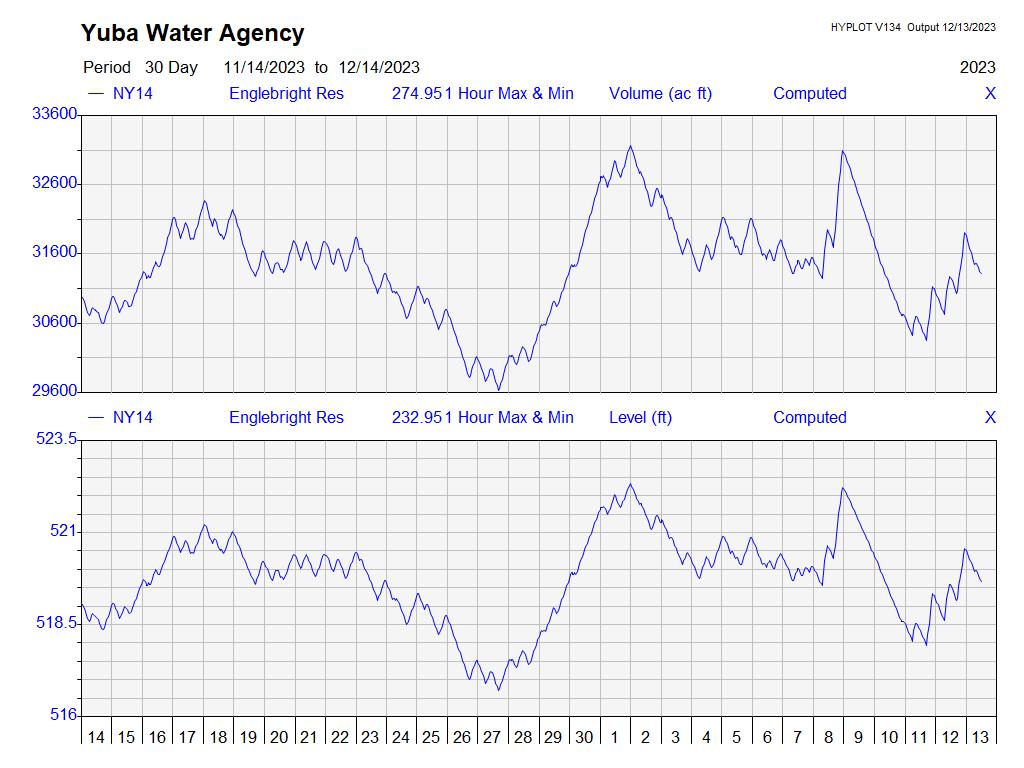 Yuba Water Agency
HYPLOT V134 Output 12/13/2023
Period 30 Day 11/14/2023 to 12/14/2023 2023
NY14 Englebright Res 274.951 Hour Max & Min Volume (ac ft) Computed X
33600
32600
31600
30600
29600
NY14 Englebright Res 232.951 Hour Max & Min Level (ft) Computed X
523.5
521
518.5
516
14 15 16 17 18 19 20 21 22 23 24 25 26 27 28 29 30 1 2 3 4 5 6 7 8 9 10 11 12 13